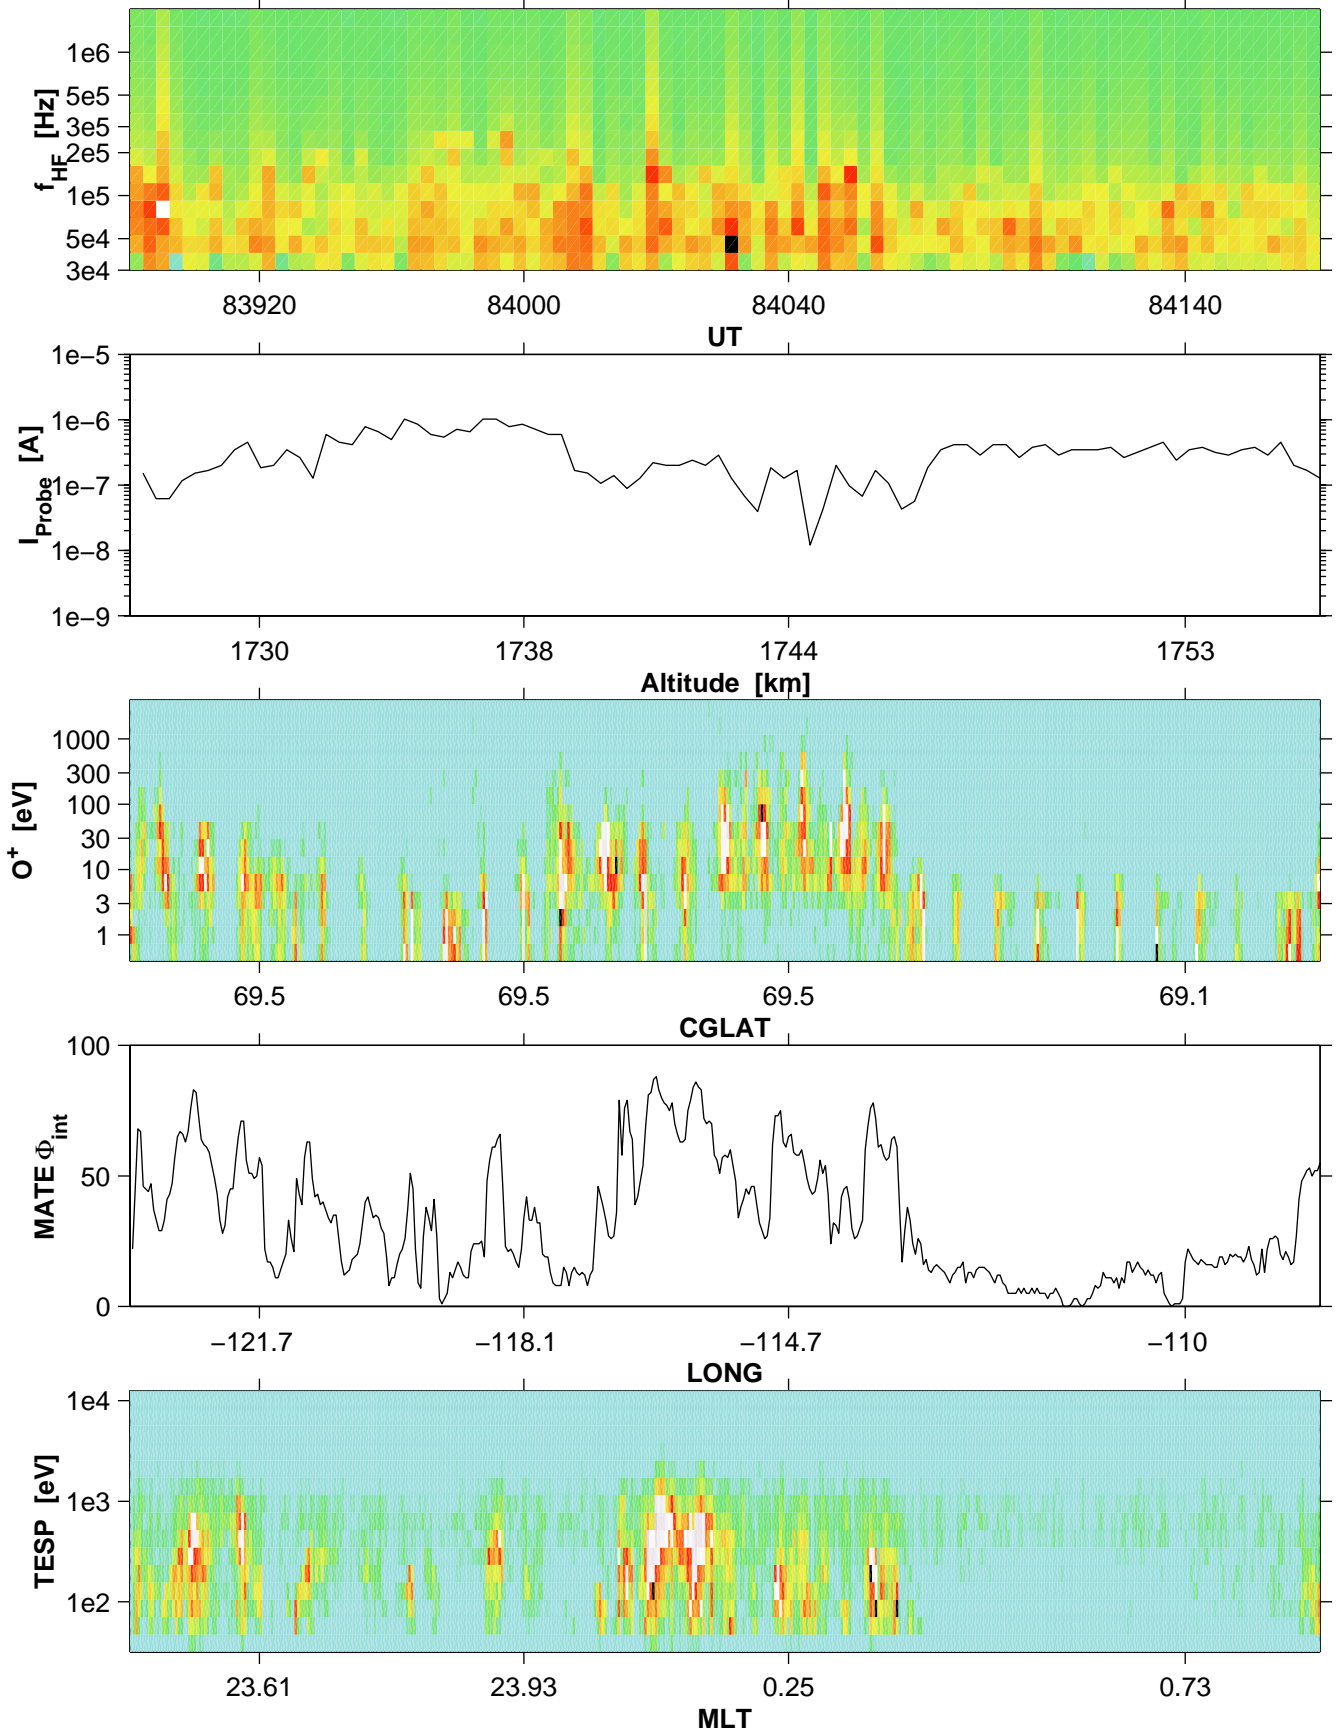 f_HF [Hz]
1e6
5e5
3e5
2e5
1e5
5e4
3e4
83920 84000 84040 84140
UT
I_Probe [A]
1e−5
1e−6
1e−7
1e−8
1e−9
1730 1738 1744 1753
Altitude [km]
O^+ [eV]
1000
300
100
30
10
3
1
69.5 69.5 69.5 69.1
CGLAT
MATE Φ_int
100
50
0
−121.7 −118.1 −114.7 −110
LONG
TESP [eV]
1e4
1e3
1e2
23.61 23.93 0.25 0.73
MLT